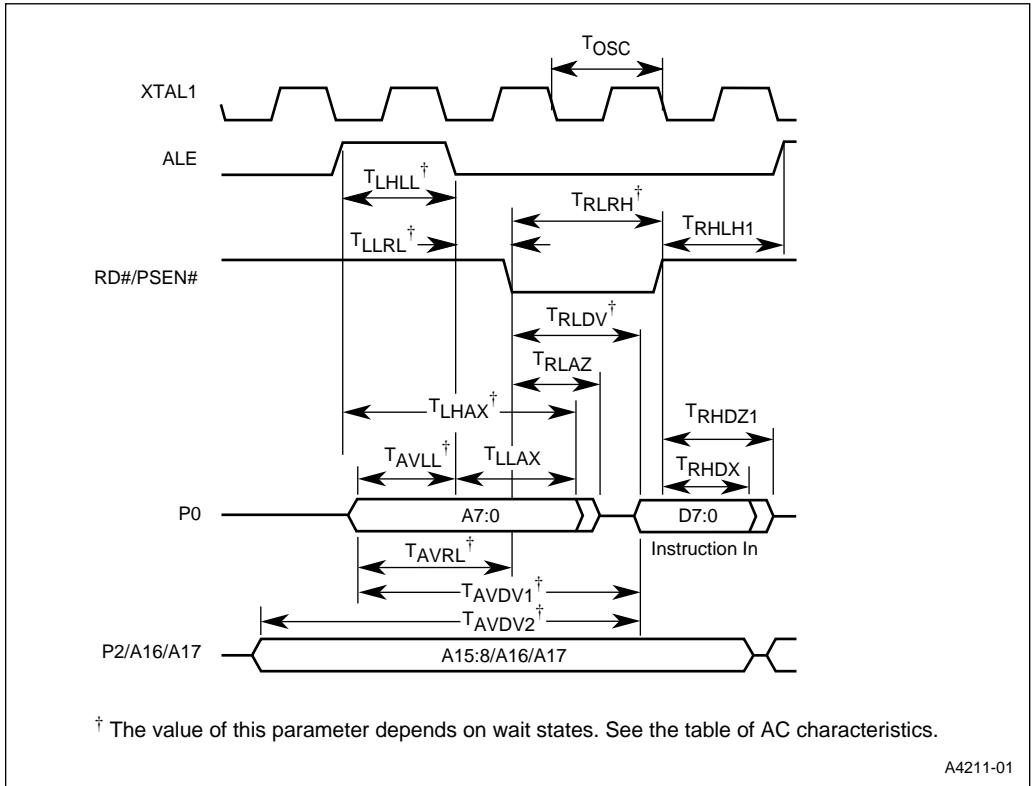 TOSC
XTAL1
ALE
TLHLL†
TRLRH†
TRHLH1
TLLRL†
RD#/PSEN#
TRLDV†
TRLAZ
TLHAX†
TRHDZ1
TAVLL†
TLLAX
TRHDX
P0
A7:0
D7:0
Instruction In
TAVRL†
TAVDV1†
TAVDV2†
P2/A16/A17
A15:8/A16/A17
† The value of this parameter depends on wait states. See the table of AC characteristics.
A4211-01